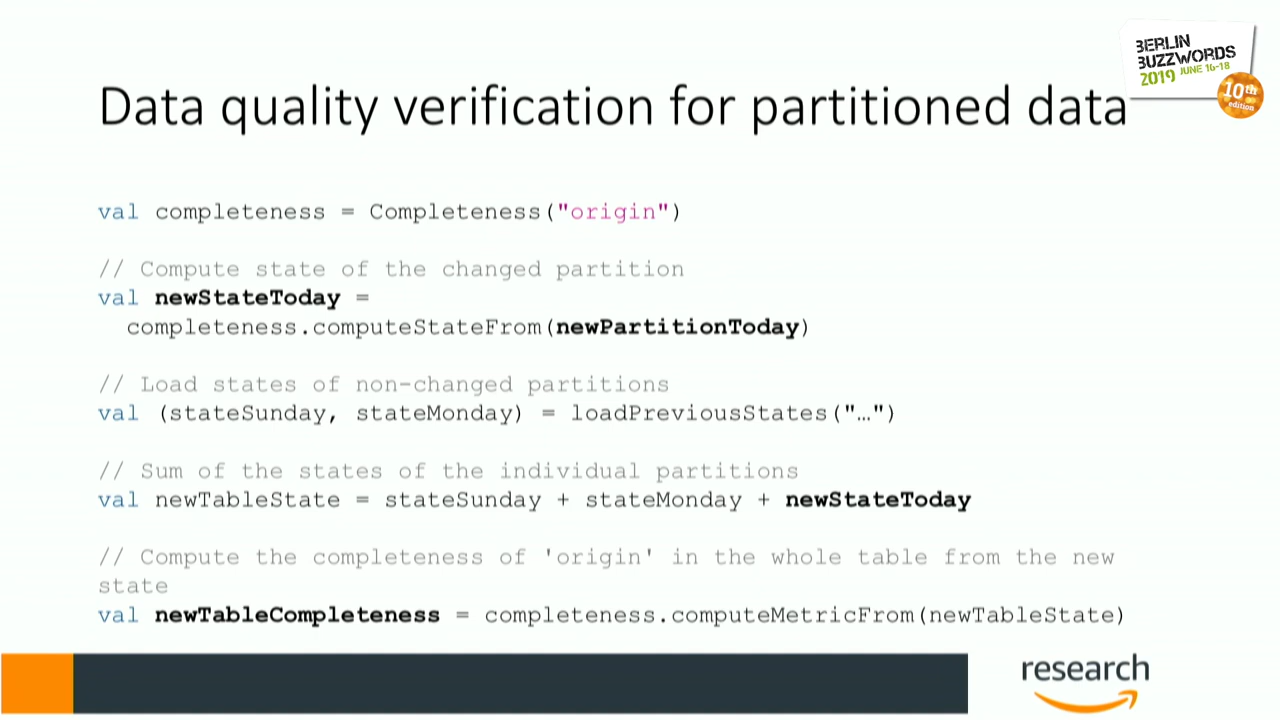 BERLIN
BUZZWORDS
2019 JUNE 16-18
10th
edition
Data quality verification for partitioned data
val completeness = Completeness("origin")
// Compute state of the changed partition
val newStateToday =
completeness.computeStateFrom(newPartitionToday)
// Load states of non-changed partitions
val (stateSunday, stateMonday) = loadPreviousStates("…")
// Sum of the states of the individual partitions
val newTableState = stateSunday + stateMonday + newStateToday
// Compute the completeness of 'origin' in the whole table from the new
state
val newTableCompleteness = completeness.computeMetricFrom(newTableState)
research